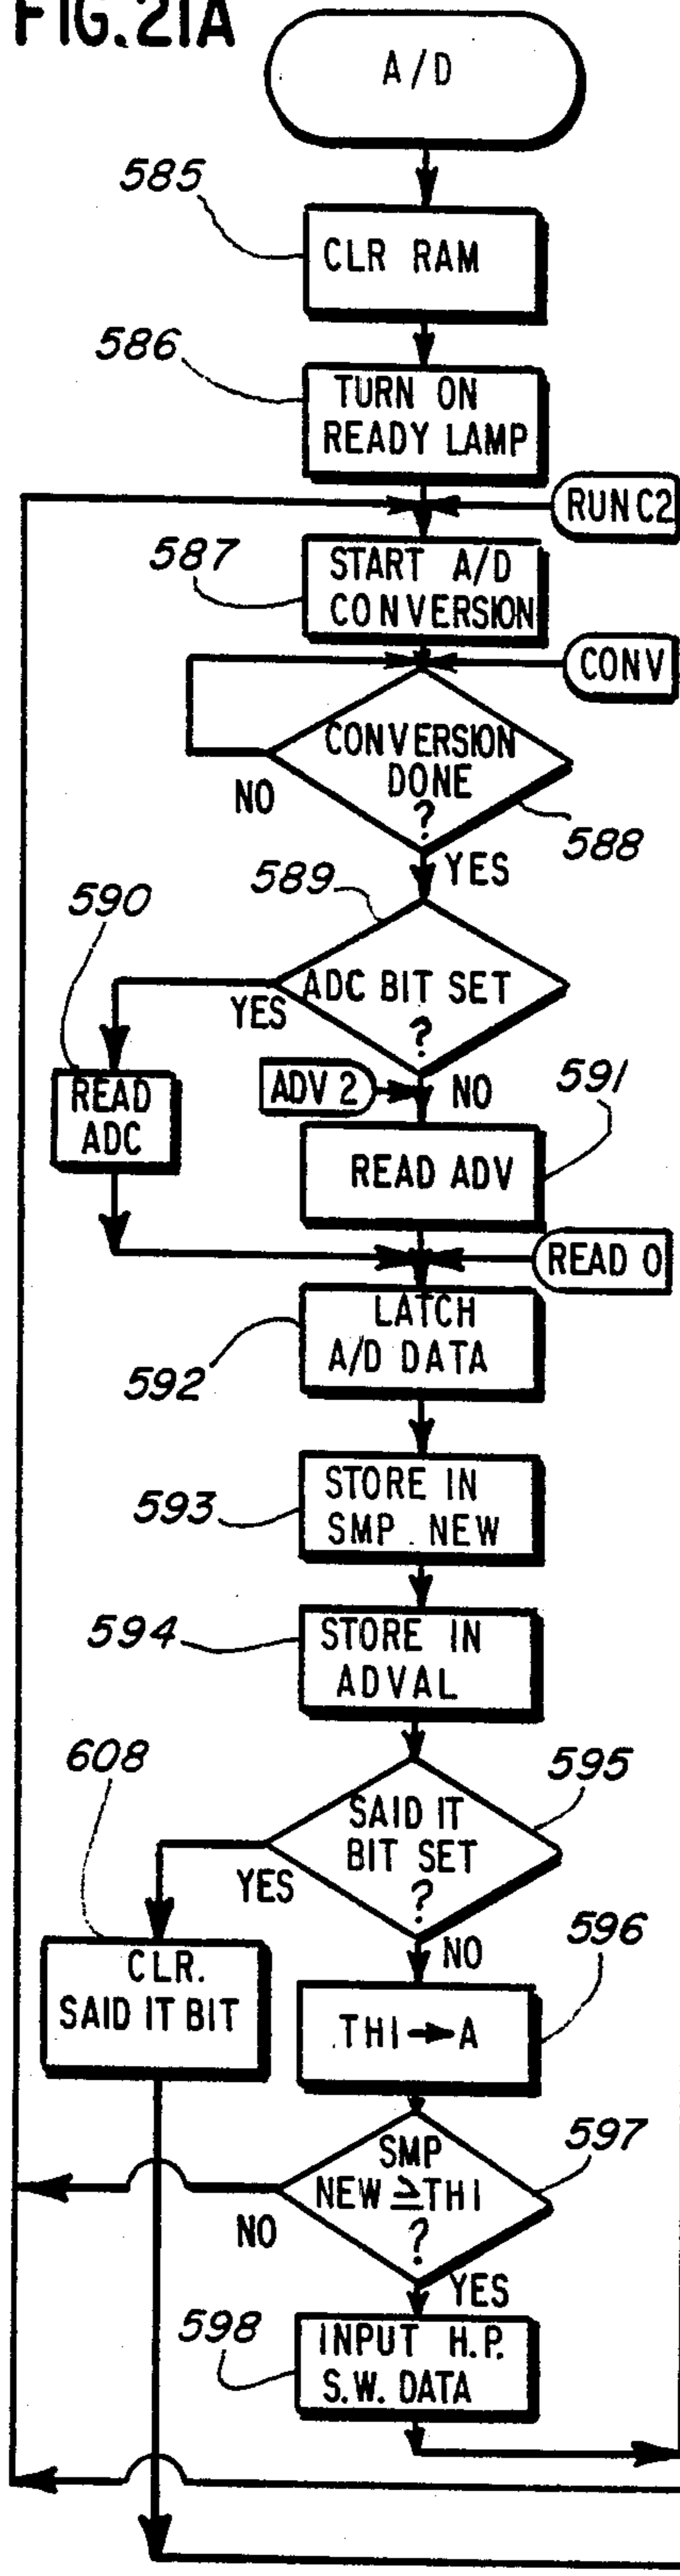 FIG.21A
A/D
585
CLR RAM
586
TURN ON
READY LAMP
RUN C2
587
START A/D
CONVERSION
CONV
CONVERSION
DONE
?
NO
588
YES
589
590
ADC BIT SET
?
YES
ADV 2
NO
591
READ
ADC
READ ADV
READ 0
LATCH
A/D DATA
592
STORE IN
SMP. NEW
593
594
STORE IN
ADVAL
608
595
SAID IT
BIT SET
?
YES
NO
596
CLR.
SAID IT BIT
THI→A
597
SMP
NEW ≥ THI
?
NO
YES
598
INPUT H.P.
S.W. DATA